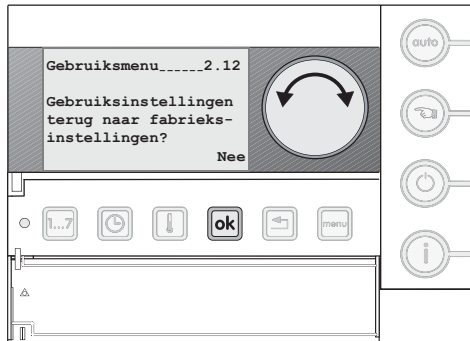 Gebruiksmenu______2.12
Gebruiksinstellingen
terug naar fabrieks-
instellingen?
Nee
auto
1...7
ok
menu
i